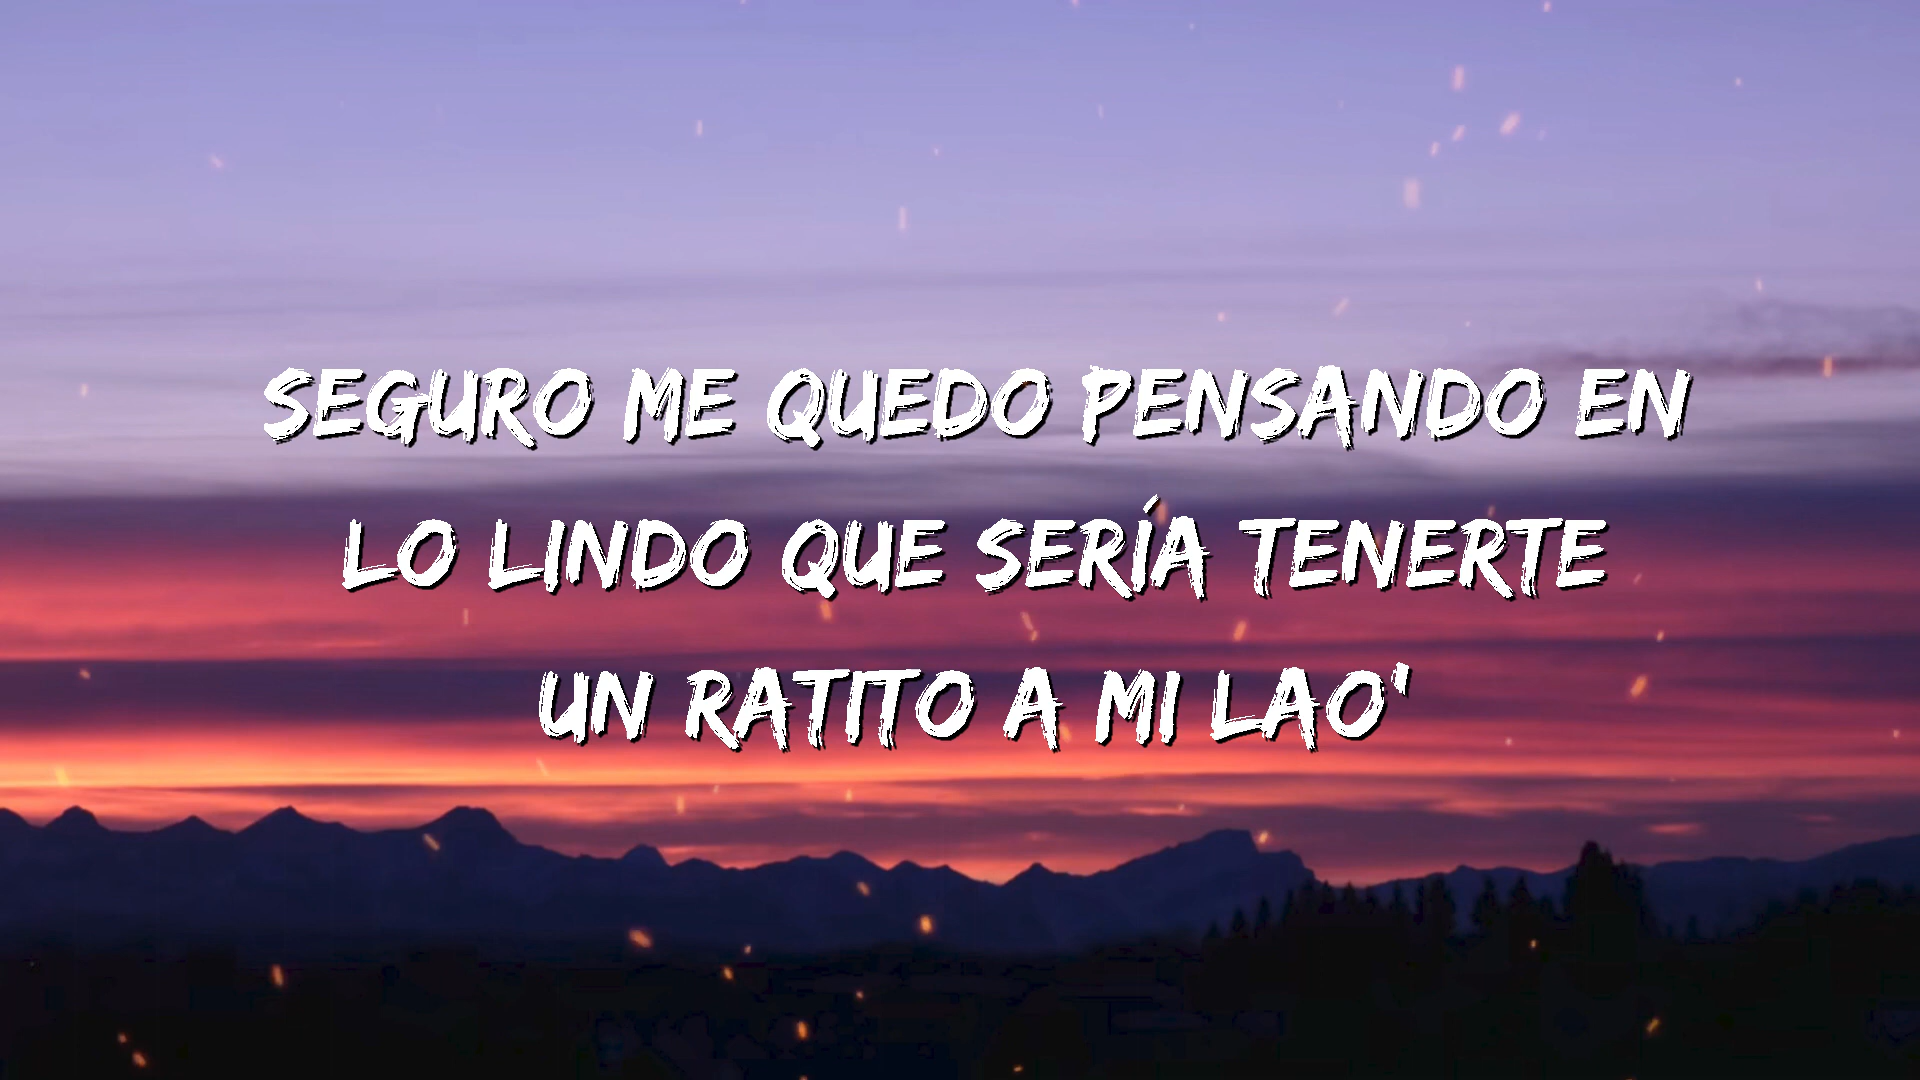 SEGURO ME QUEDO PENSANDO EN
LO LINDO QUE SERÍA TENERTE
UN RATITO A MI LAO'